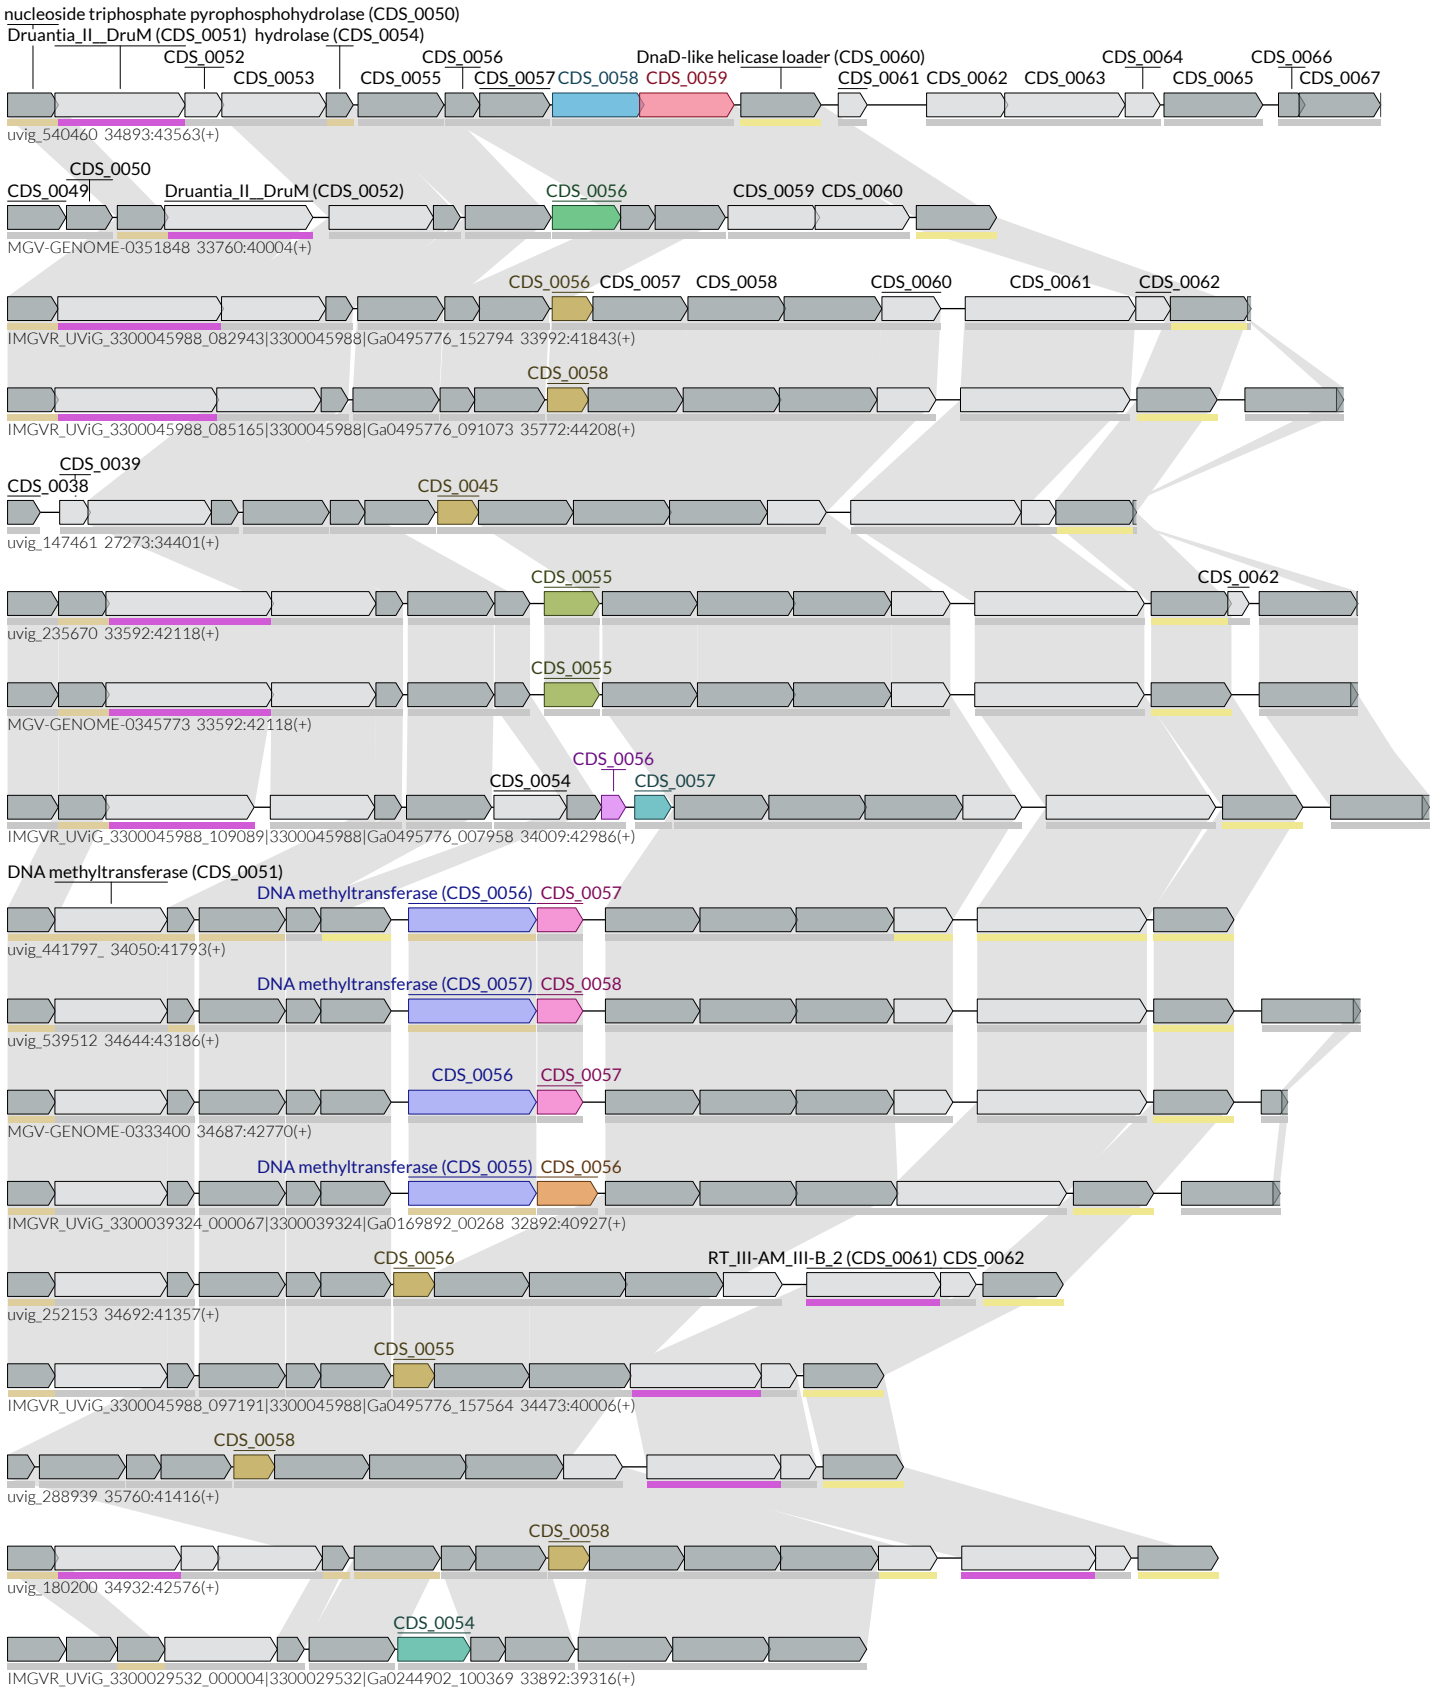 nucleoside triphosphate pyrophosphohydrolase (CDS_0050)
Druantia_II__DruM (CDS_0051) hydrolase (CDS_0054)
CDS_0052 CDS_0056 DnaD-like helicase loader (CDS_0060) CDS_0064 CDS_0066
CDS_0053 CDS_0055 CDS_0057 CDS_0058 CDS_0059 CDS_0061 CDS_0062 CDS_0063 CDS_0065 CDS_0067
uvig_540460 34893:43563(+)
CDS_0050
CDS_0049 Druantia_II__DruM (CDS_0052) CDS_0056 CDS_0059 CDS_0060
MGV-GENOME-0351848 33760:40004(+)
CDS_0056 CDS_0057 CDS_0058 CDS_0060 CDS_0061 CDS_0062
IMGVR_UViG_3300045988_082943|3300045988|Ga0495776_152794 33992:41843(+)
CDS_0058
IMGVR_UViG_3300045988_085165|3300045988|Ga0495776_091073 35772:44208(+)
CDS_0039
CDS_0038 CDS_0045
uvig_147461 27273:34401(+)
CDS_0055 CDS_0062
uvig_235670 33592:42118(+)
CDS_0055
MGV-GENOME-0345773 33592:42118(+)
CDS_0056
CDS_0054 CDS_0057
IMGVR_UViG_3300045988_109089|3300045988|Ga0495776_007958 34009:42986(+)
DNA methyltransferase (CDS_0051)
DNA methyltransferase (CDS_0056) CDS_0057
uvig_441797_ 34050:41793(+)
DNA methyltransferase (CDS_0057) CDS_0058
uvig_539512 34644:43186(+)
CDS_0056 CDS_0057
MGV-GENOME-0333400 34687:42770(+)
DNA methyltransferase (CDS_0055) CDS_0056
IMGVR_UViG_3300039324_000067|3300039324|Ga0169892_00268 32892:40927(+)
CDS_0056 RT_III-AM_III-B_2 (CDS_0061) CDS_0062
uvig_252153 34692:41357(+)
CDS_0055
IMGVR_UViG_3300045988_097191|3300045988|Ga0495776_157564 34473:40006(+)
CDS_0058
uvig_288939 35760:41416(+)
CDS_0058
uvig_180200 34932:42576(+)
CDS_0054
IMGVR_UViG_3300029532_000004|3300029532|Ga0244902_100369 33892:39316(+)